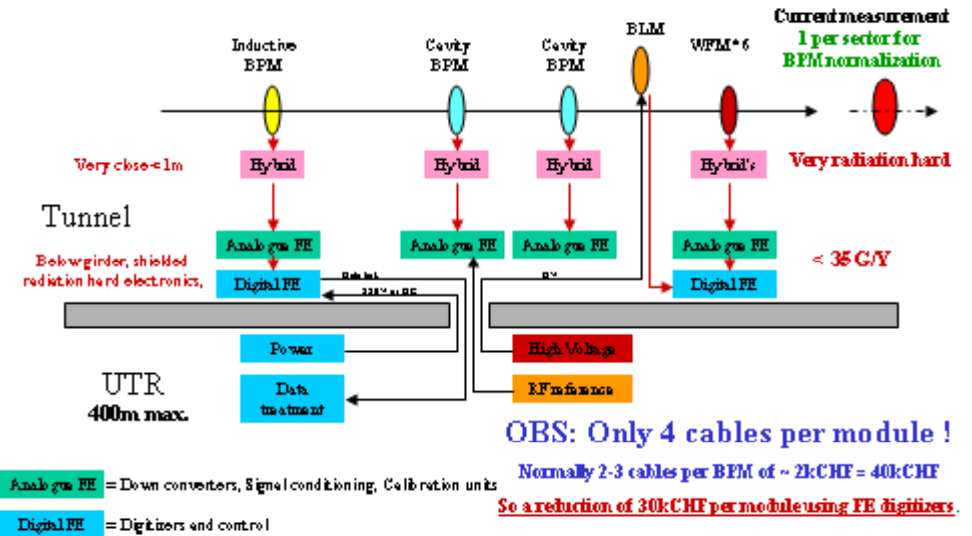 Current measurement
1 per sector for
BPM normalization
Inductive
BPM
Cavity
BPM
Cavity
BPM
BLM
WFM*6
Very close < 1m
Hybrid
Hybrid
Hybrid
Hybrid's
Very radiation hard
Tunnel
Analogue FE
Analogue FE
Analogue FE
Analogue FE
Below girder, shielded
radiation hard electronics,
Digital FE
Digital FE
< 35 G/Y
Power
High Voltage
UTR
400m max.
Data
treatment
RF reference
OBS: Only 4 cables per module !
Normally 2-3 cables per BPM of ~ 2kCHF = 40kCHF
So a reduction of 30kCHF per module using FE digitizers.
Analogue FE = Down converters, Signal conditioning, Calibration units
Digital FE = Digitizers and control